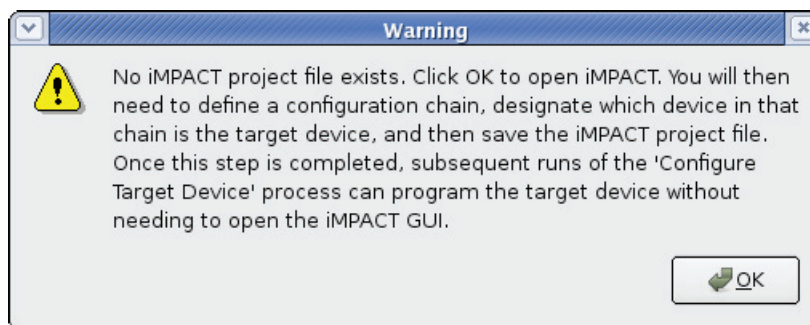 Warning
No iMPACT project file exists. Click OK to open iMPACT. You will then
need to define a configuration chain, designate which device in that
chain is the target device, and then save the iMPACT project file.
Once this step is completed, subsequent runs of the 'Configure
Target Device' process can program the target device without
needing to open the iMPACT GUI.
OK